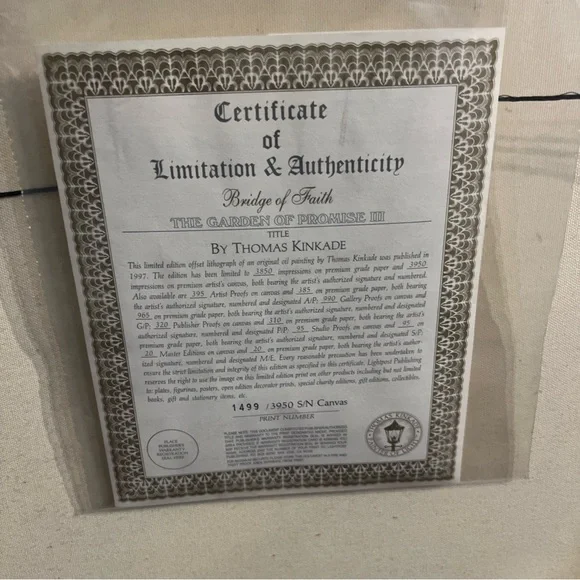 Certificate
of
Limitation & Authenticity
Bridge of Faith
THE GARDEN OF PROMISE III
TITLE
BY THOMAS KINKADE
This limited edition offset lithograph of an original oil painting by Thomas Kinkade was published in
1997. The edition has been limited to 3850 impressions on premium grade paper and 3950
impressions on premium artist's canvas, both bearing the artist's authorized signature and numbered.
Also available are 395 Artist Proofs on canvas and 385 on premium grade paper, both bearing
the artist's authorized signature, numbered and designated A/P; 990 Gallery Proofs on canvas and
965 on premium grade paper, both bearing the artist's authorized signature, numbered and designated
G/P; 320 Publisher Proofs on canvas and 310 on premium grade paper, both bearing the artist's
authorized signature, numbered and designated P/P; 95 Studio Proofs on canvas and 95 on
premium grade paper, both bearing the artist's authorized signature, numbered and designated S/P;
20 Master Editions on canvas and 20 on premium grade paper, both bearing the artist's author-
ized signature, numbered and designated M/E. Every reasonable precaution has been undertaken to
ensure the strict limitation and integrity of this edition as specified in this certificate. Lightpost Publishing
reserves the right to use the image on this limited edition print on other products including but not limited
to: plates, figurines, posters, open edition decorator prints, special charity editions, gift editions, collectibles,
books, gift and stationery items, etc.
1499 /3950 S/N Canvas
PRINT NUMBER
PLACE
PUBLISHERS
WARRANTY
REGISTRATION
SEAL HERE
THOMAS KINKADE